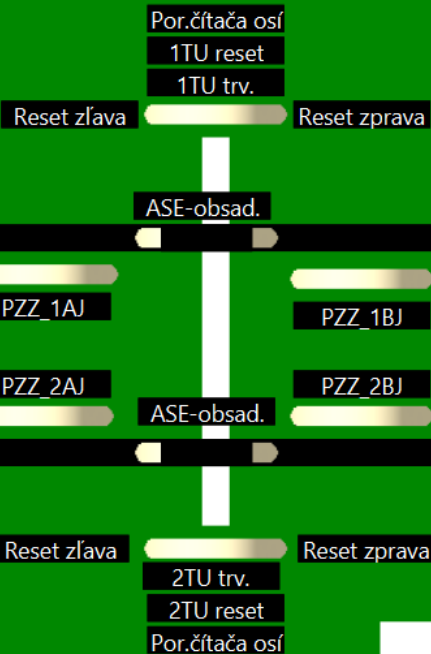 Por.čítača osí
1TU reset
1TU trv.
Reset zľava
Reset zprava
ASE-obsad.
PZZ_1AJ
PZZ_1BJ
PZZ_2AJ
PZZ_2BJ
ASE-obsad.
Reset zľava
Reset zprava
2TU trv.
2TU reset
Por.čítača osí